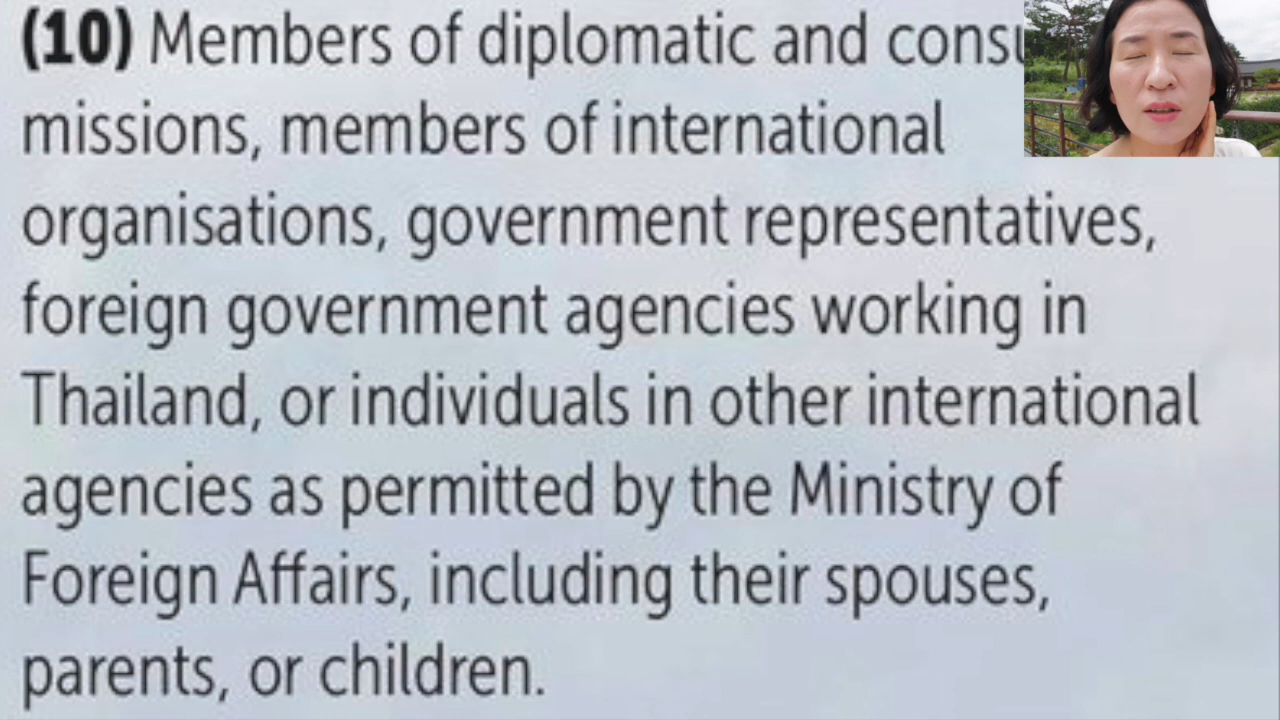 (10) Members of diplomatic and
missions, members of international
organisations, government representatives,
foreign government agencies working in
Thailand, or individuals in other international
agencies as permitted by the Ministry of
Foreign Affairs, including their spouses,
parents, or children.